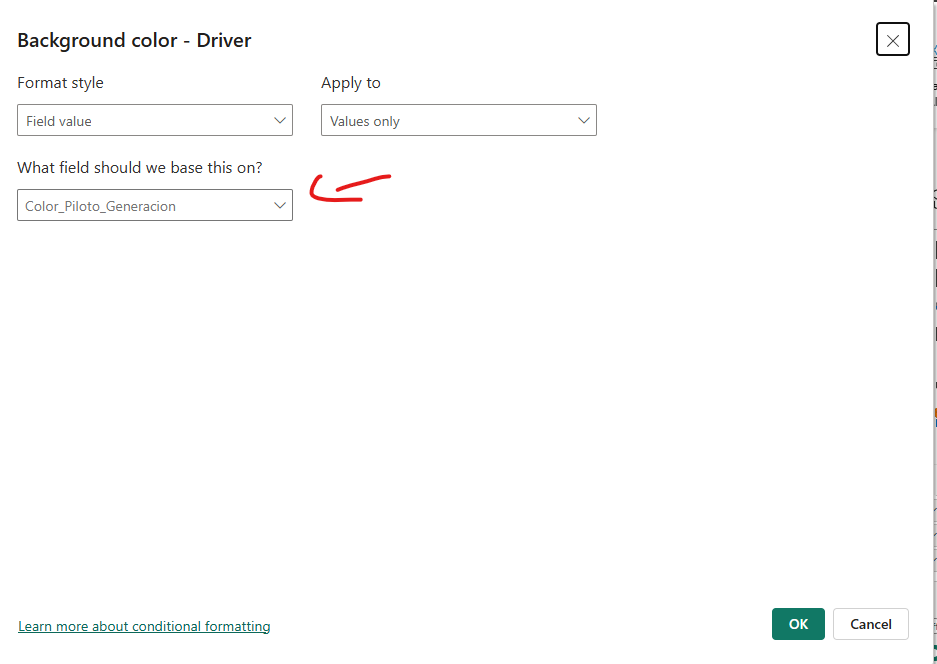 Background color - Driver
Format style
Apply to
Field value
Values only
What field should we base this on?
Color_Piloto_Generacion
Learn more about conditional formatting
OK
Cancel